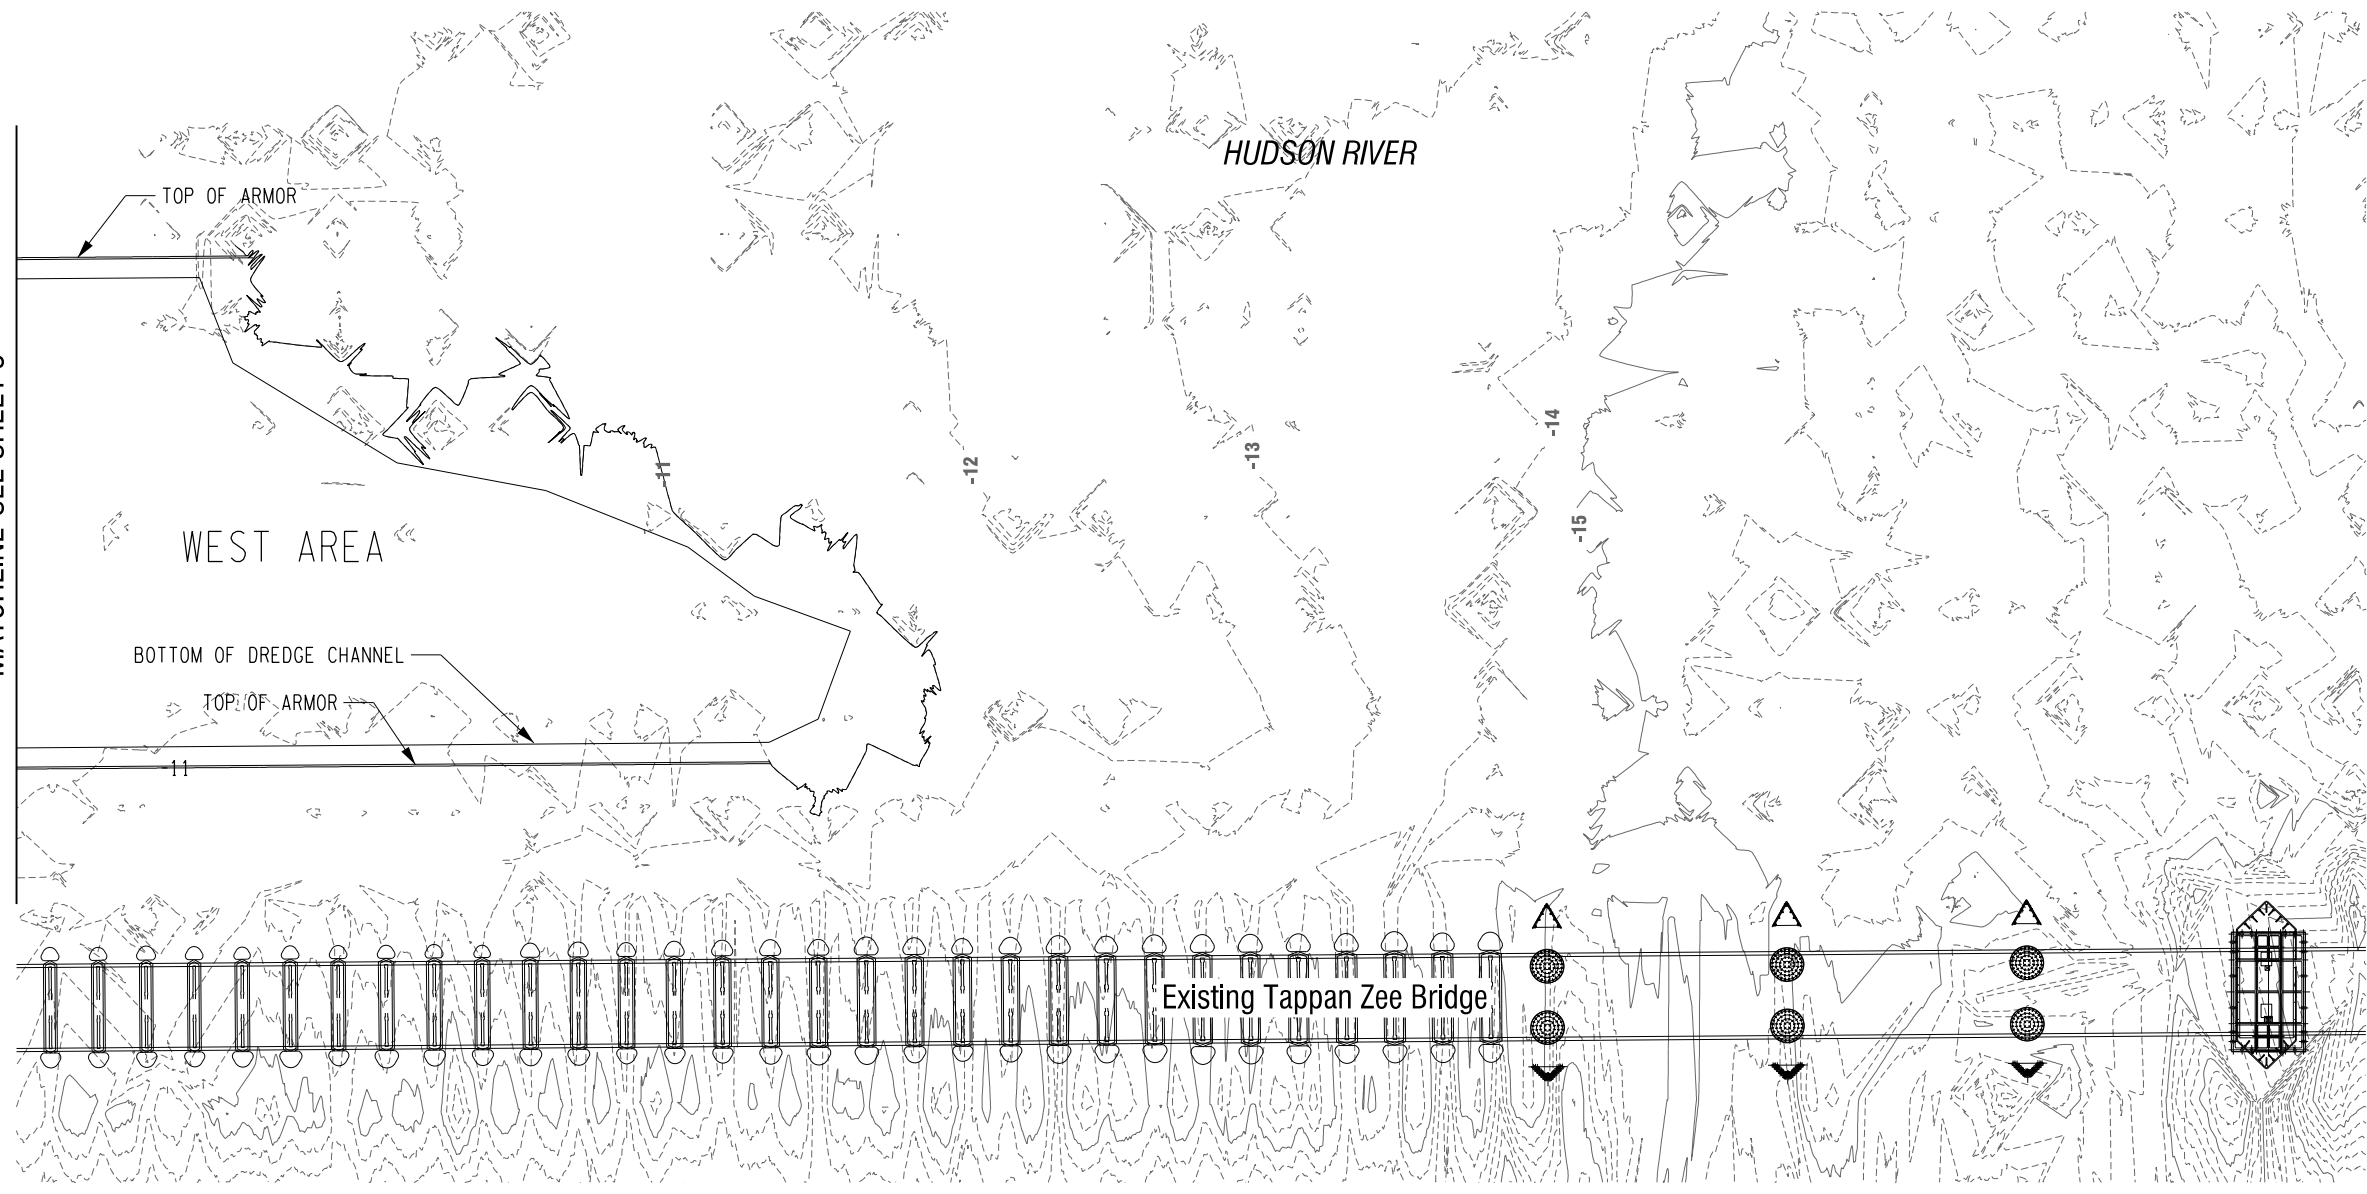 HUDSON RIVER
TOP OF ARMOR
-14
-13
-12
-11
-15
WEST AREA
BOTTOM OF DREDGE CHANNEL
TOP OF ARMOR
-11
Existing Tappan Zee Bridge